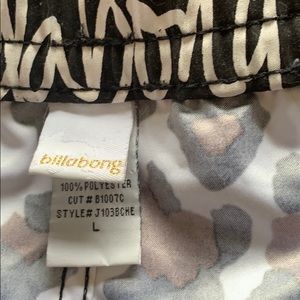 billabong
100% POLYESTER
CUT # B1007C
STYLE# J103BCHE
L